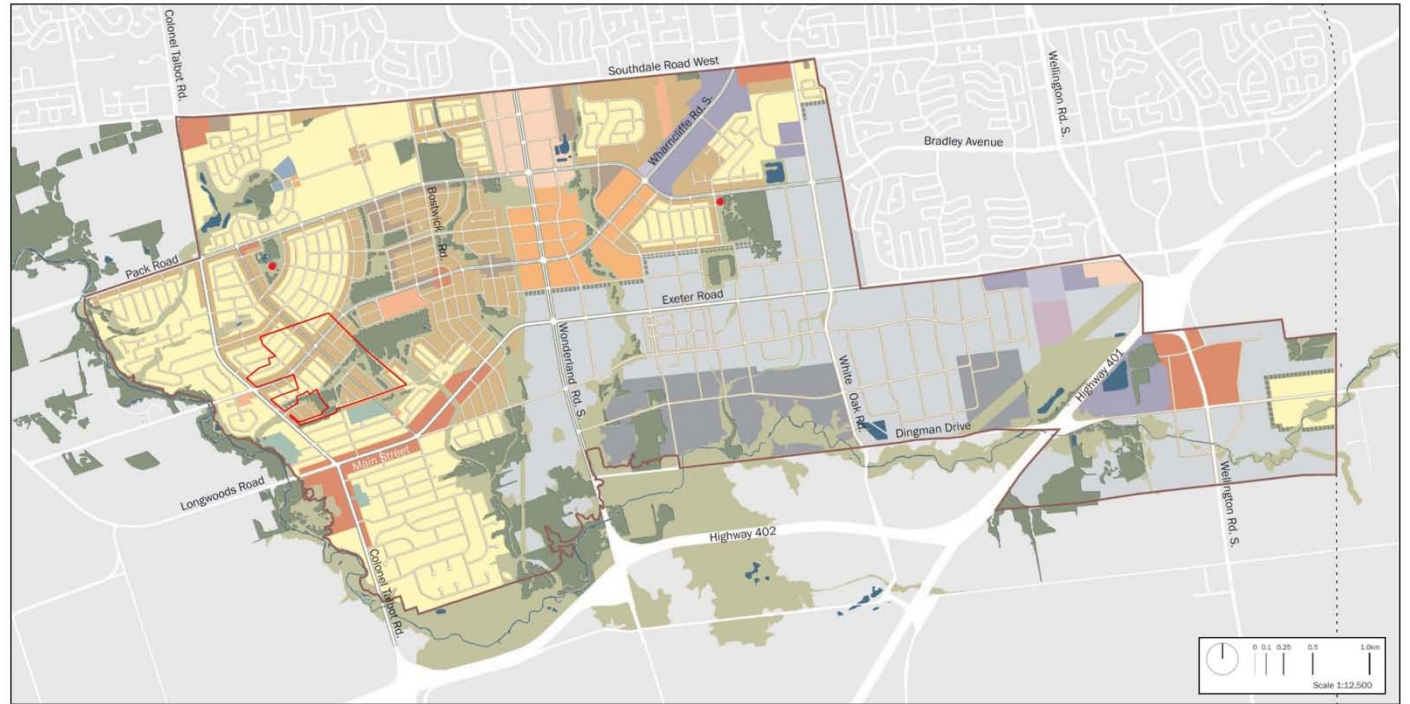 Colonel Talbot Rd.
Southdale Road West
Wellington Rd. S.
Wharncliffe Rd. S.
Bradley Avenue
Bostwick Rd.
Pack Road
Exeter Road
Wonderland Rd. S.
White Oak Rd.
Highway 401
Dingman Drive
Main Street
Longwoods Road
Wellington Rd. S.
Highway 402
Colonel Talbot Rd.
0 0.1 0.25 0.5 1.0km
Scale 1:12.500